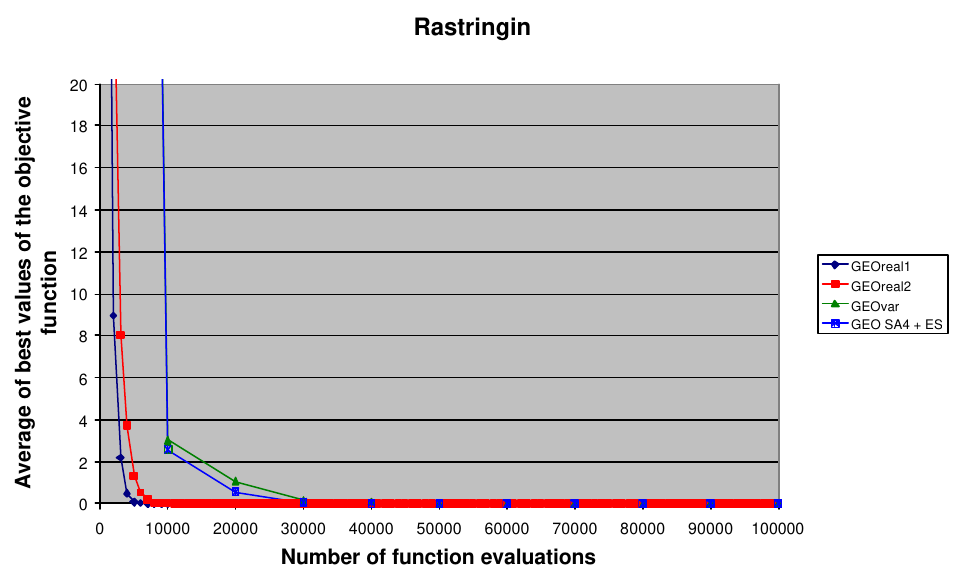 Rastringin
Average of best values of the objective
function
20
18
16
14
12
10
8
6
4
2
0
0
10000
20000
30000
40000
50000
60000
70000
80000
90000
100000
Number of function evaluations
GEOreal1
GEOreal2
GEOvar
GEO SA4 + ES